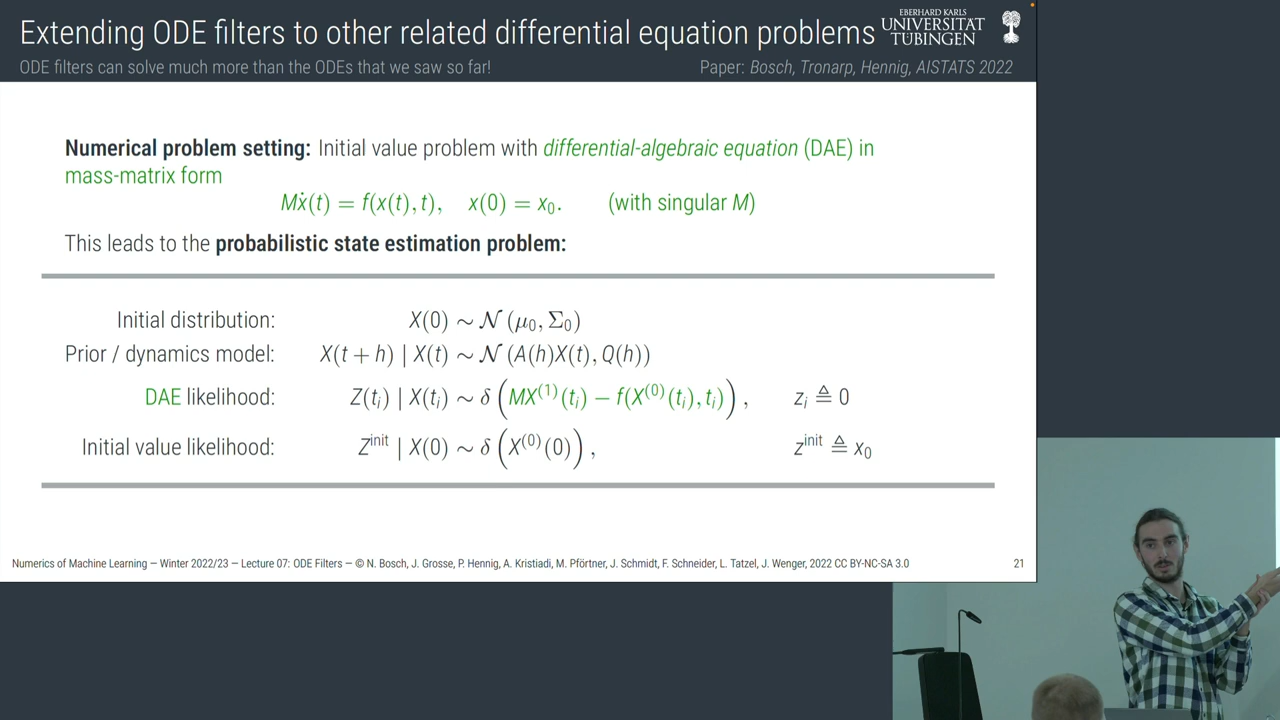 Extending ODE filters to other related differential equation problems
EBERHARD KARLS
UNIVERSITÄT
TÜBINGEN
ODE filters can solve much more than the ODEs that we saw so far!
Paper: Bosch, Tronarp, Hennig, AISTATS 2022
Numerical problem setting: Initial value problem with differential-algebraic equation (DAE) in
mass-matrix form
Mẋ(t) = f(x(t), t), x(0) = x₀. (with singular M)
This leads to the probabilistic state estimation problem:
Initial distribution: X(0) ∼ 𝒩 (μ₀, Σ₀)
Prior / dynamics model: X(t + h) | X(t) ∼ 𝒩 (A(h)X(t), Q(h))
DAE likelihood: Z(tᵢ) | X(tᵢ) ∼ δ (MX⁽¹⁾(tᵢ) − f(X⁽⁰⁾(tᵢ), tᵢ)), zᵢ ≜ 0
Initial value likelihood: Zⁱⁿⁱᵗ | X(0) ∼ δ (X⁽⁰⁾(0)), zⁱⁿⁱᵗ ≜ x₀
Numerics of Machine Learning — Winter 2022/23 — Lecture 07: ODE Filters — © N. Bosch, J. Grosse, P. Hennig, A. Kristiadi, M. Pförtner, J. Schmidt, F. Schneider, L. Tatzel, J. Wenger, 2022 CC BY-NC-SA 3.0
21